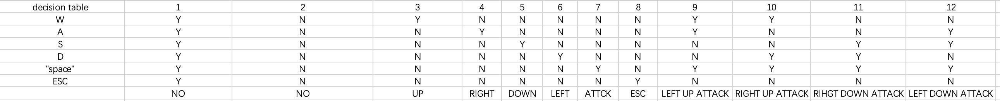 decision table 1 2 3 4 5 6 7 8 9 10 11 12
W Y N Y N N N N N Y Y N N
A Y N N Y N N N N Y N N Y
S Y N N N Y N N N N N Y Y
D Y N N N N Y N N N Y Y N
"space" Y N N N N N Y N Y Y Y Y
ESC Y N N N N N N Y N N N N
NO NO UP RIGHT DOWN LEFT ATTCK ESC LEFT UP ATTACK RIGHT UP ATTACK RIHGT DOWN ATTACK LEFT DOWN ATTACK